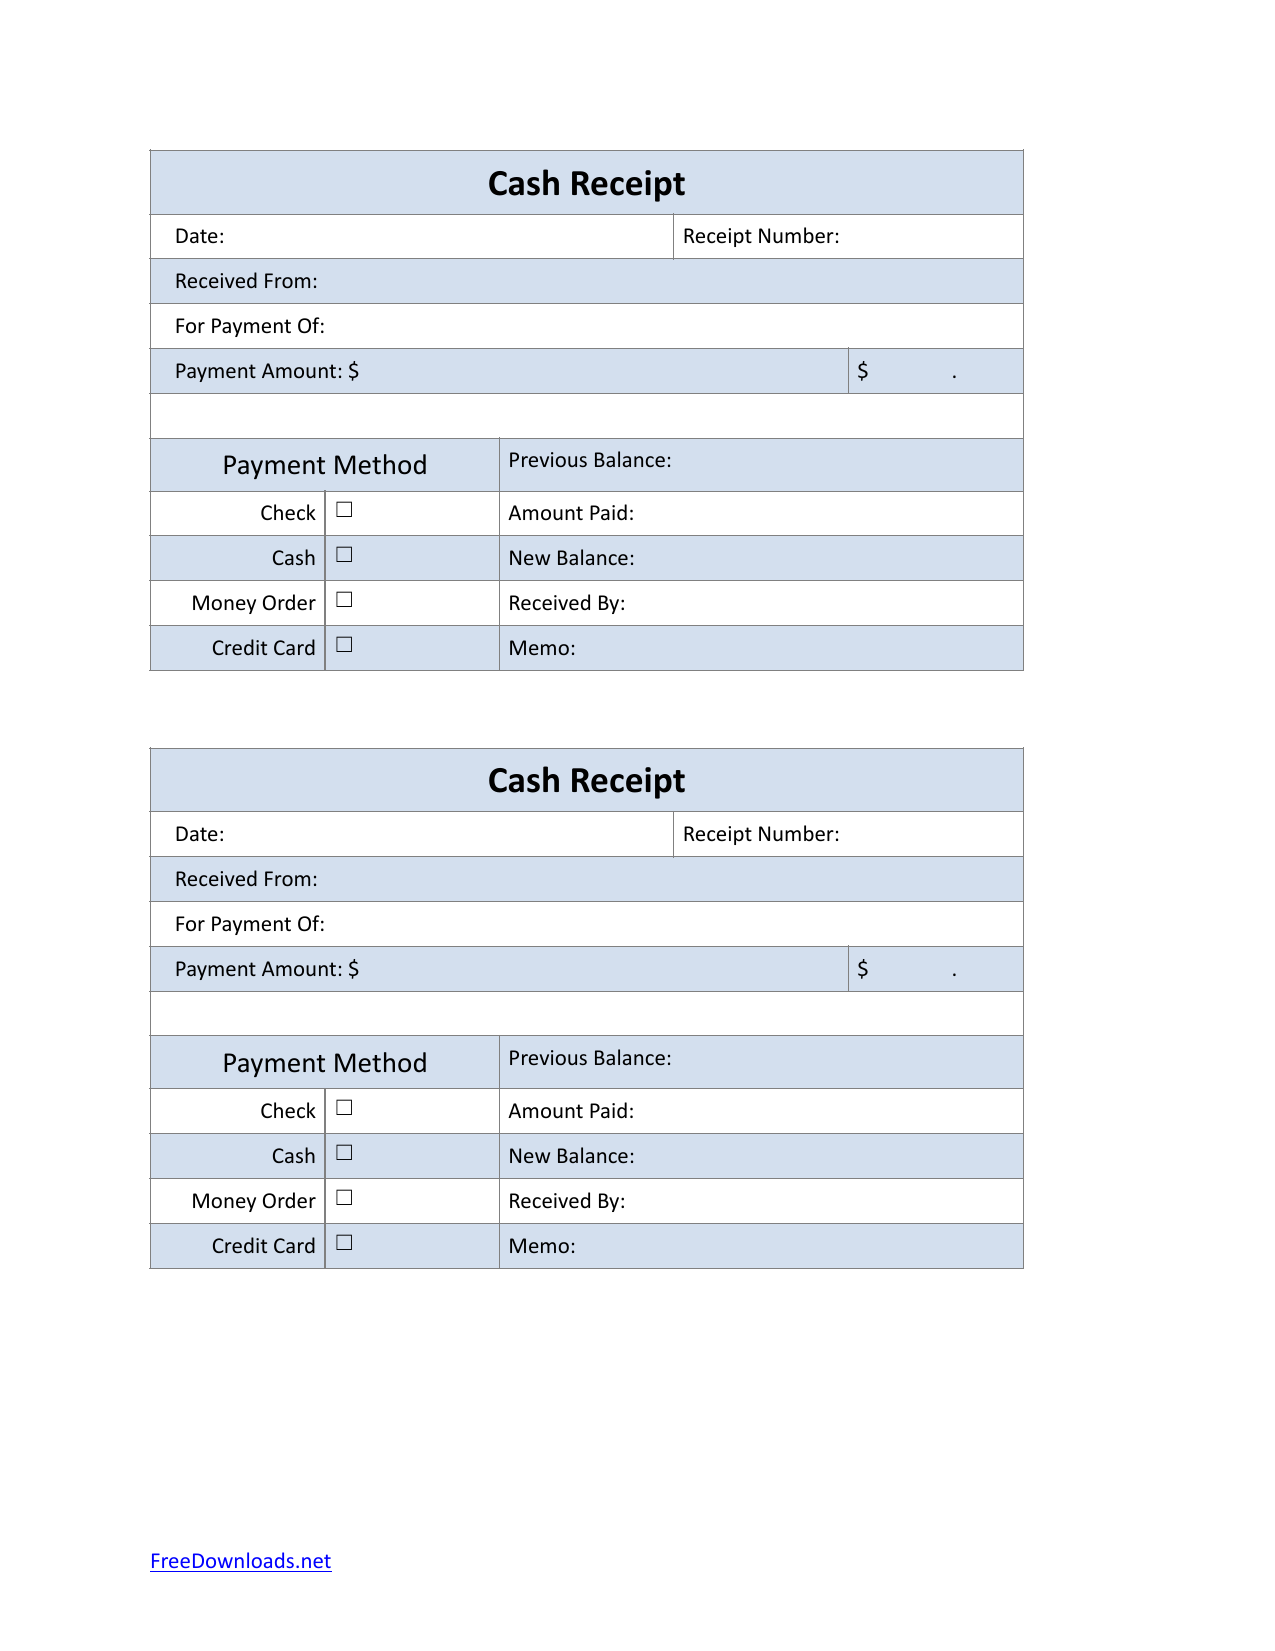 Cash Receipt
Date: Receipt Number:
Received From:
For Payment Of:
Payment Amount: $ $ .
Payment Method Previous Balance:
Check ☐ Amount Paid:
Cash ☐ New Balance:
Money Order ☐ Received By:
Credit Card ☐ Memo:
Cash Receipt
Date: Receipt Number:
Received From:
For Payment Of:
Payment Amount: $ $ .
Payment Method Previous Balance:
Check ☐ Amount Paid:
Cash ☐ New Balance:
Money Order ☐ Received By:
Credit Card ☐ Memo:
FreeDownloads.net